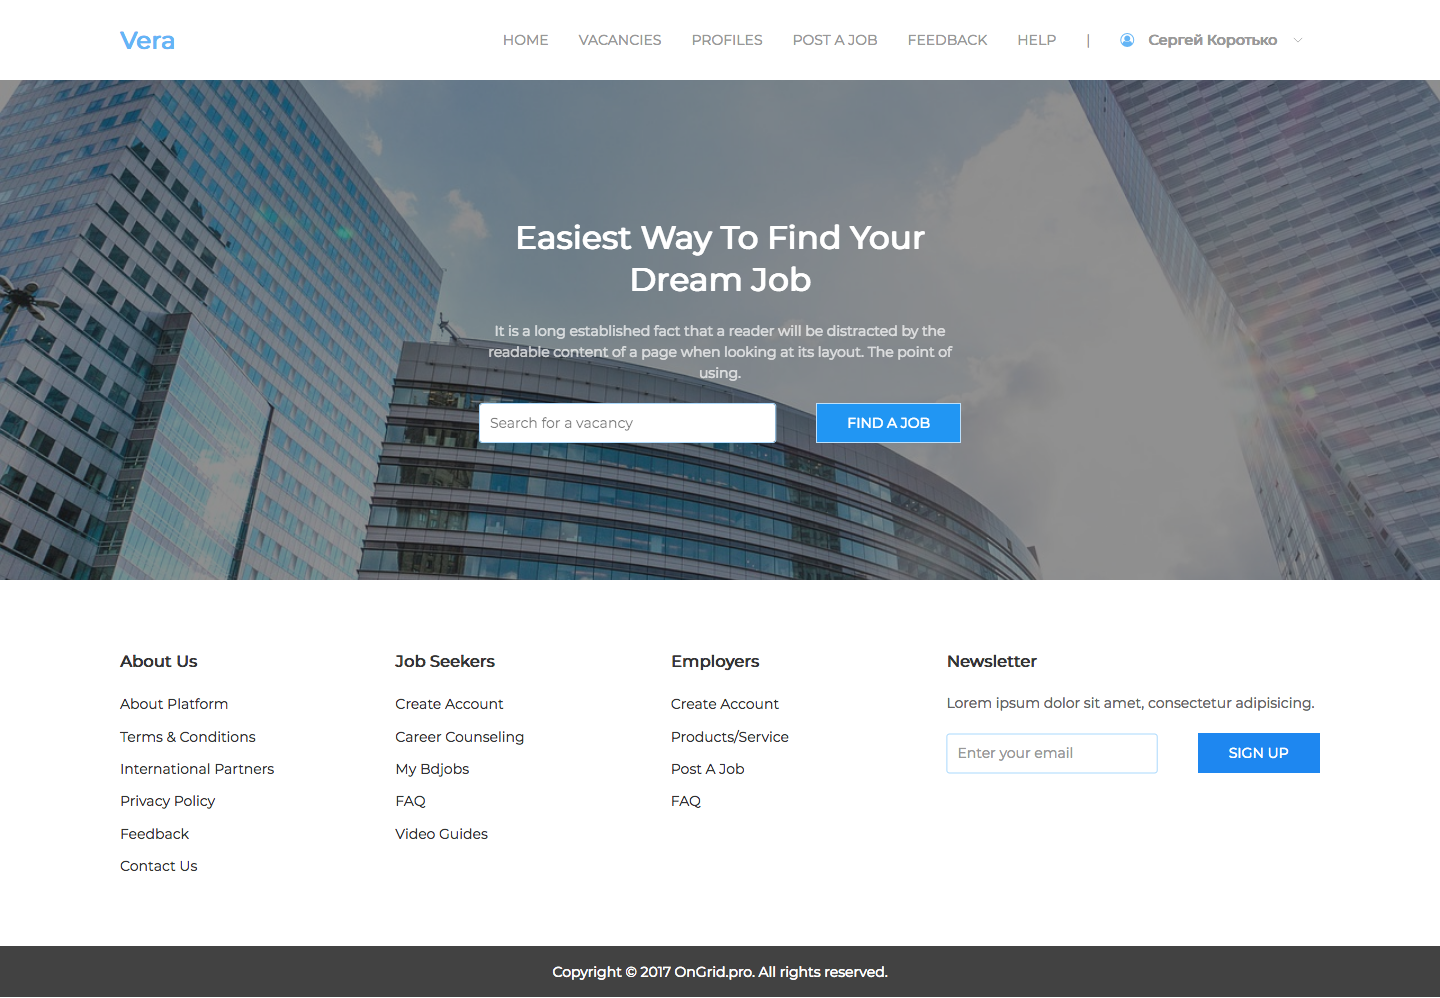 Vera
HOME VACANCIES PROFILES POST A JOB FEEDBACK HELP | Сергей Коротько
Easiest Way To Find Your
Dream Job
It is a long established fact that a reader will be distracted by the
readable content of a page when looking at its layout. The point of
using.
Search for a vacancy
FIND A JOB
About Us
About Platform
Terms & Conditions
International Partners
Privacy Policy
Feedback
Contact Us
Job Seekers
Create Account
Career Counseling
My Bdjobs
FAQ
Video Guides
Employers
Create Account
Products/Service
Post A Job
FAQ
Newsletter
Lorem ipsum dolor sit amet, consectetur adipisicing.
Enter your email
SIGN UP
Copyright © 2017 OnGrid.pro. All rights reserved.